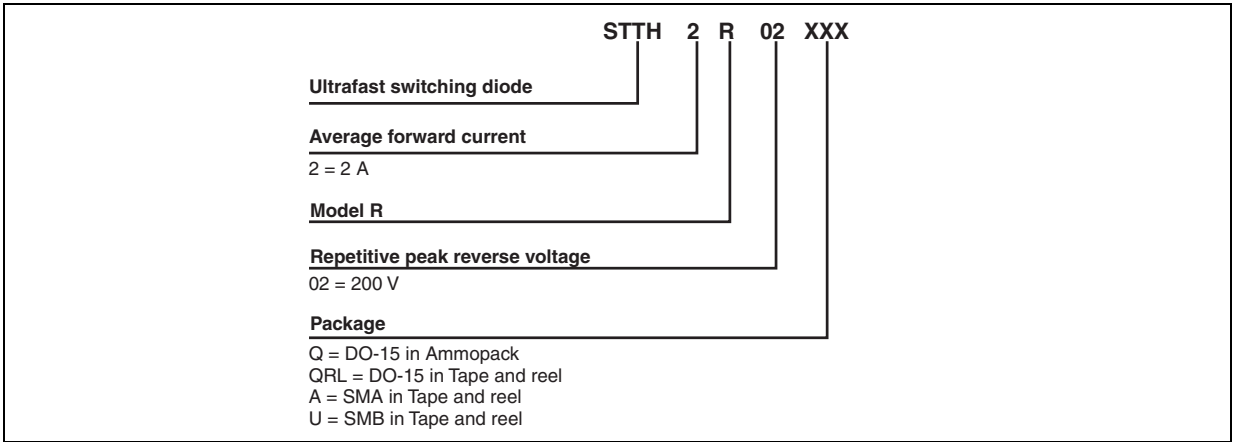 STTH 2 R 02 XXX
Ultrafast switching diode
Average forward current
2 = 2 A
Model R
Repetitive peak reverse voltage
02 = 200 V
Package
Q = DO-15 in Ammopack
QRL = DO-15 in Tape and reel
A = SMA in Tape and reel
U = SMB in Tape and reel